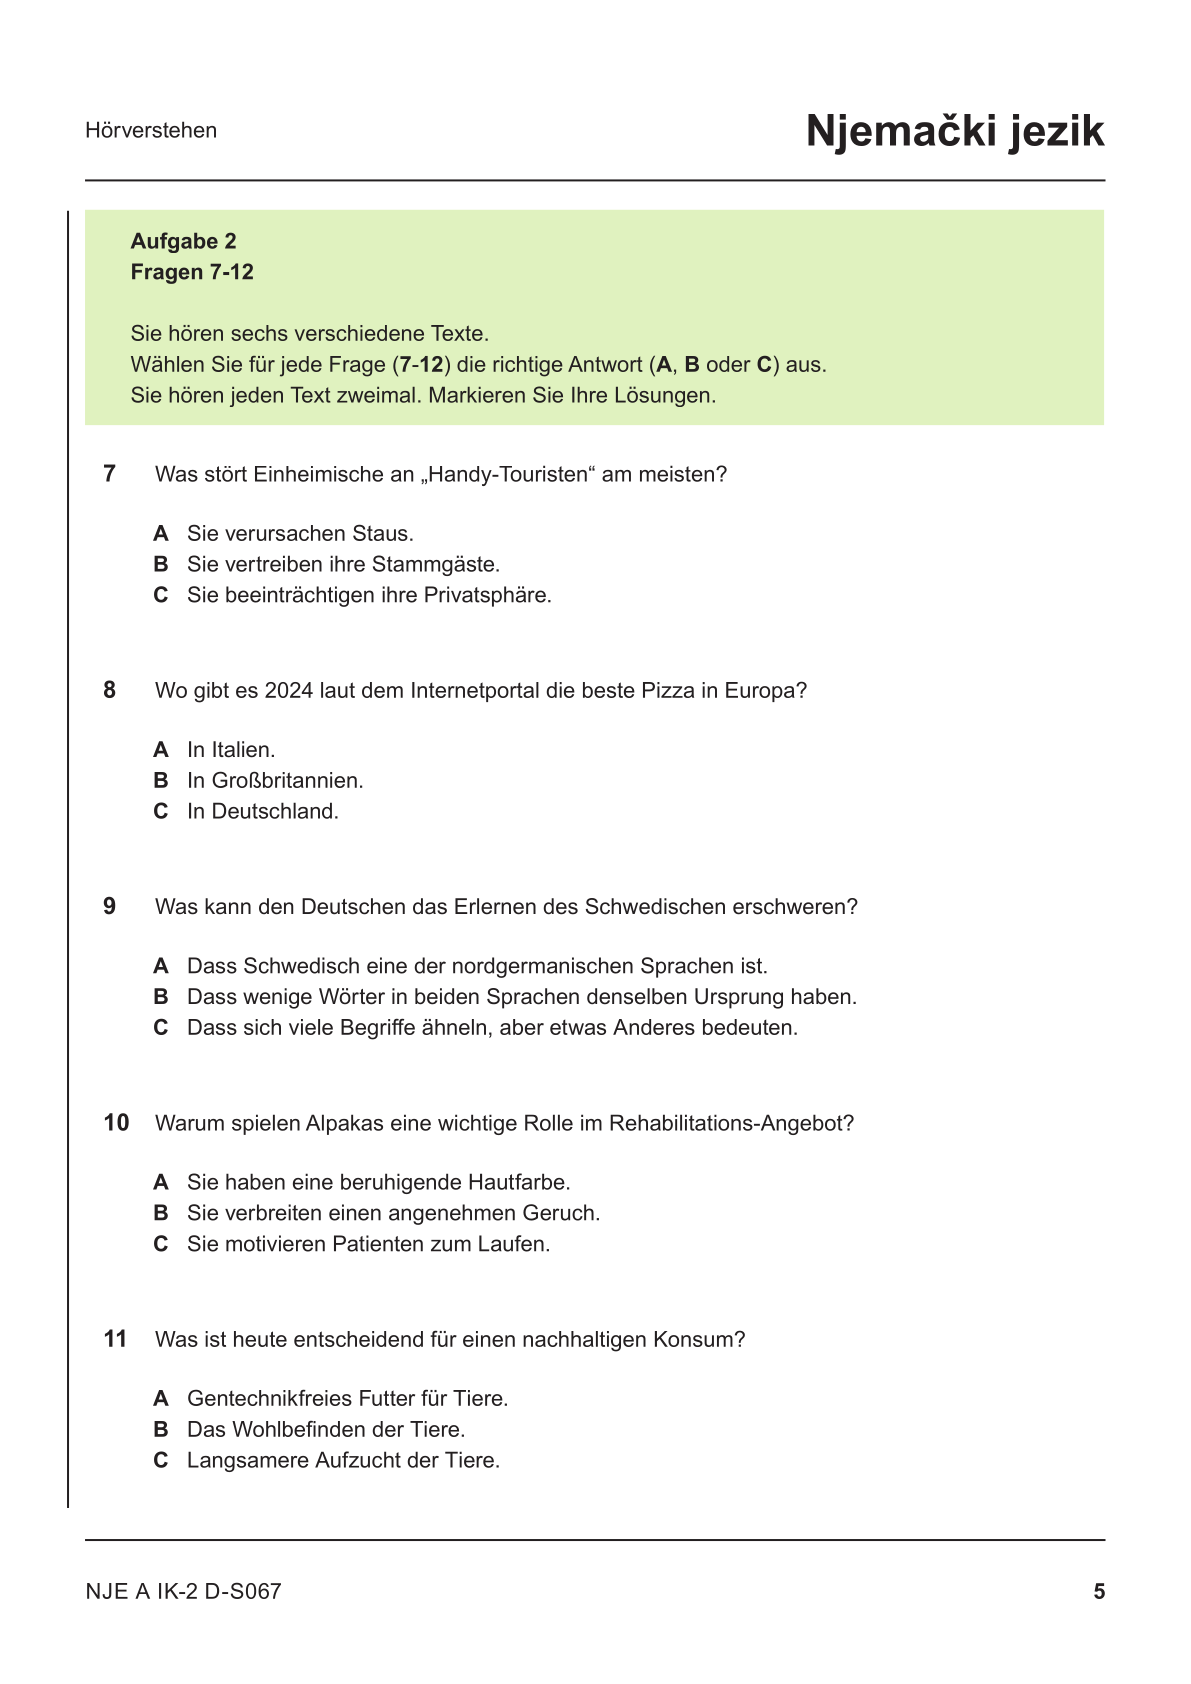 Hörverstehen
Njemački jezik
Aufgabe 2
Fragen 7-12
Sie hören sechs verschiedene Texte.
Wählen Sie für jede Frage (7-12) die richtige Antwort (A, B oder C) aus.
Sie hören jeden Text zweimal. Markieren Sie Ihre Lösungen.
7 Was stört Einheimische an „Handy-Touristen“ am meisten?
A Sie verursachen Staus.
B Sie vertreiben ihre Stammgäste.
C Sie beeinträchtigen ihre Privatsphäre.
8 Wo gibt es 2024 laut dem Internetportal die beste Pizza in Europa?
A In Italien.
B In Großbritannien.
C In Deutschland.
9 Was kann den Deutschen das Erlernen des Schwedischen erschweren?
A Dass Schwedisch eine der nordgermanischen Sprachen ist.
B Dass wenige Wörter in beiden Sprachen denselben Ursprung haben.
C Dass sich viele Begriffe ähneln, aber etwas Anderes bedeuten.
10 Warum spielen Alpakas eine wichtige Rolle im Rehabilitations-Angebot?
A Sie haben eine beruhigende Hautfarbe.
B Sie verbreiten einen angenehmen Geruch.
C Sie motivieren Patienten zum Laufen.
11 Was ist heute entscheidend für einen nachhaltigen Konsum?
A Gentechnikfreies Futter für Tiere.
B Das Wohlbefinden der Tiere.
C Langsamere Aufzucht der Tiere.
NJE A IK-2 D-S067
5